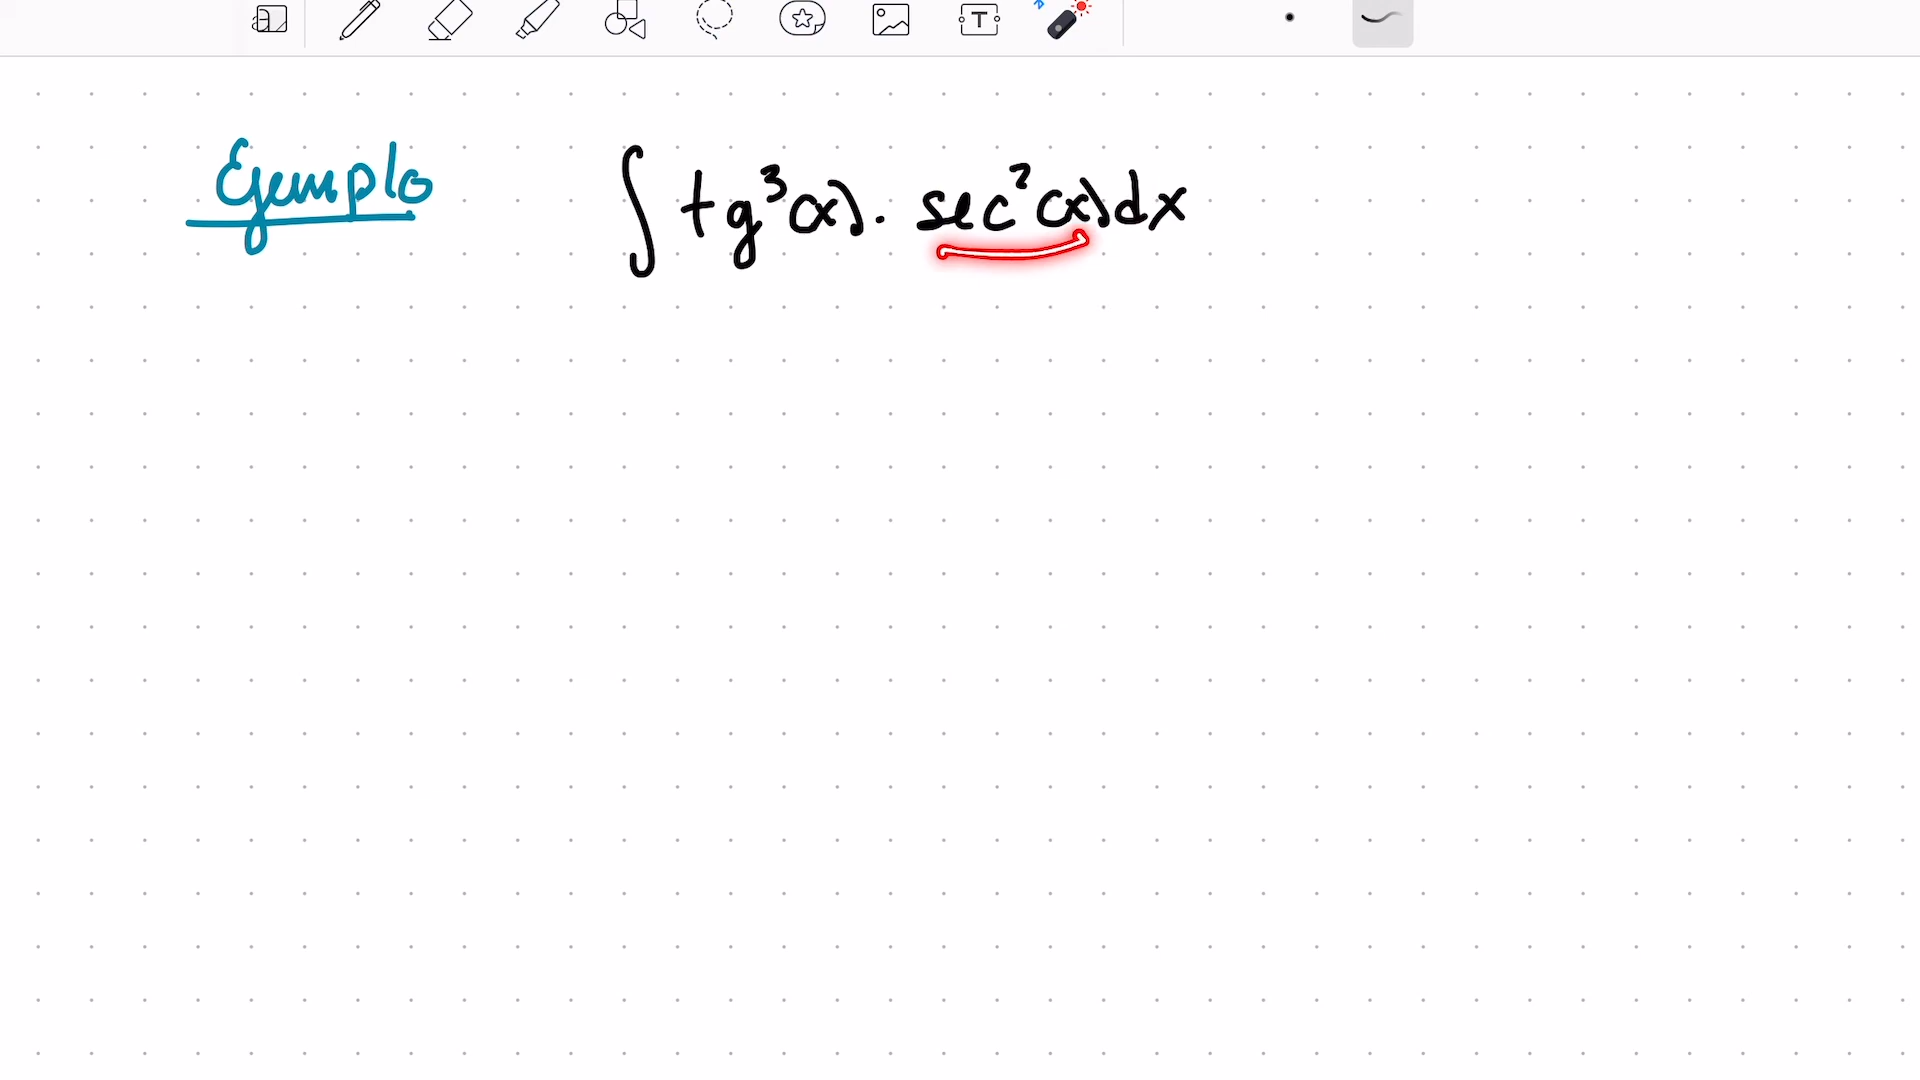 Ejemplo ∫ tg³(x). sec²(x)dx